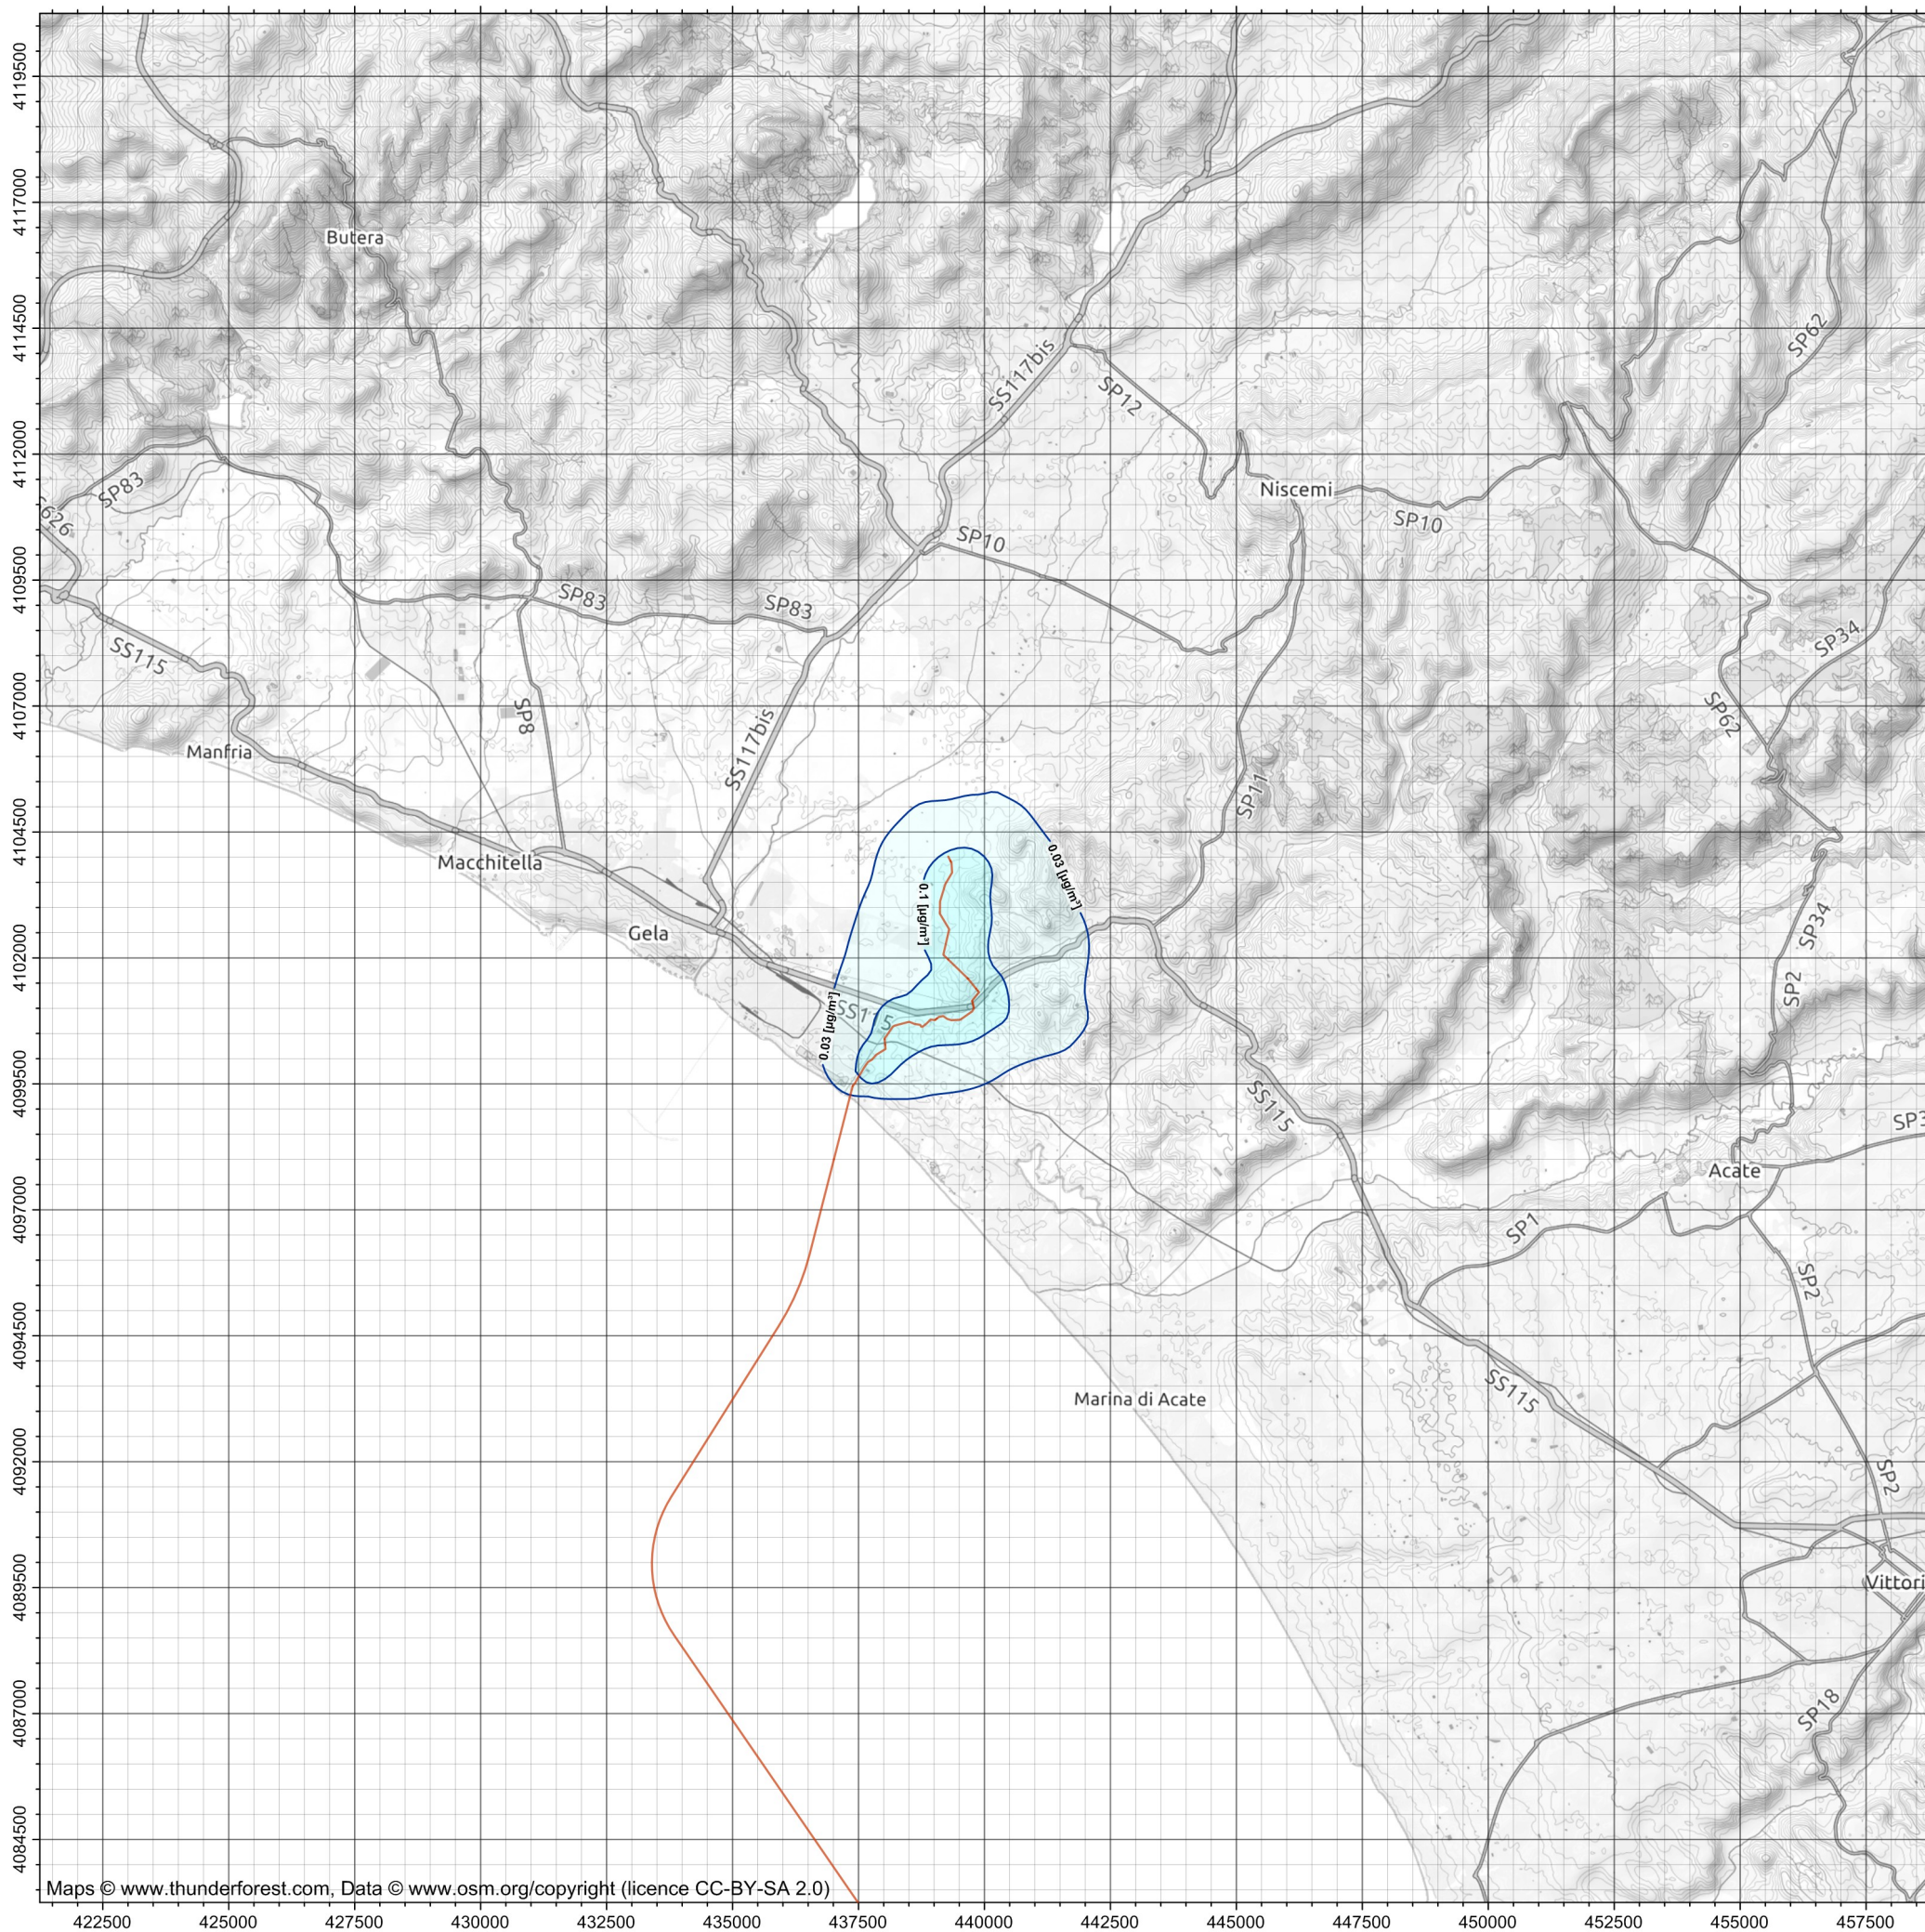 4119500
4117000
Butera
4114500
SS117bis
SP62
SP12
4112000
SP83
Niscemi
SP10
SP10
4109500
SP83
SP83
SS115
SP34
4107000
SP8
SS117bis
SP62
Manfria
SP11
4104500
Macchitella
0.03 [µg/m³]
0.1 [µg/m³]
SP34
Gela
4102000
SP2
SS115
0.03 [µg/m³]
4099500
SS115
Acate
4097000
SP1
SP2
4094500
SS115
Marina di Acate
4092000
SP2
4089500
Vittori
4087000
SP18
4084500
Maps © www.thunderforest.com, Data © www.osm.org/copyright (licence CC-BY-SA 2.0)
422500 425000 427500 430000 432500 435000 437500 440000 442500 445000 447500 450000 452500 455000 457500